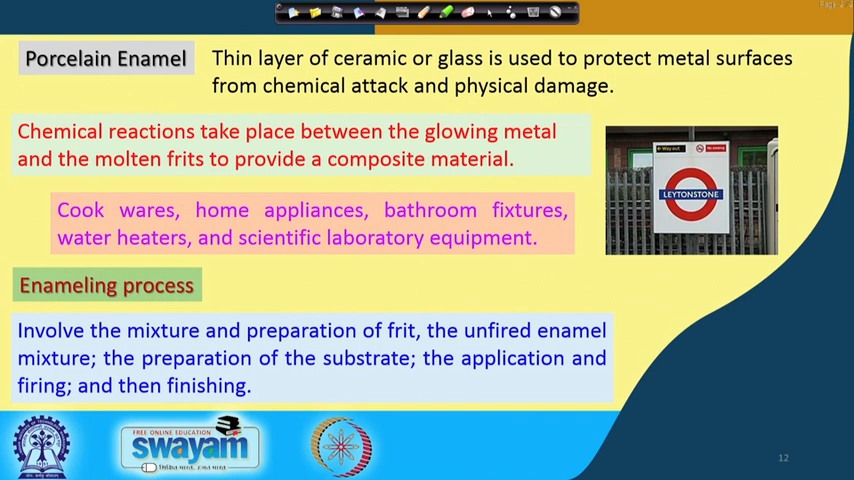 Porcelain Enamel
Thin layer of ceramic or glass is used to protect metal surfaces
from chemical attack and physical damage.
Chemical reactions take place between the glowing metal
and the molten frits to provide a composite material.
Way out
No smoking
LEYTONSTONE
Cook wares, home appliances, bathroom fixtures,
water heaters, and scientific laboratory equipment.
Enameling process
Involve the mixture and preparation of frit, the unfired enamel
mixture; the preparation of the substrate; the application and
firing; and then finishing.
FREE ONLINE EDUCATION
swayam
12